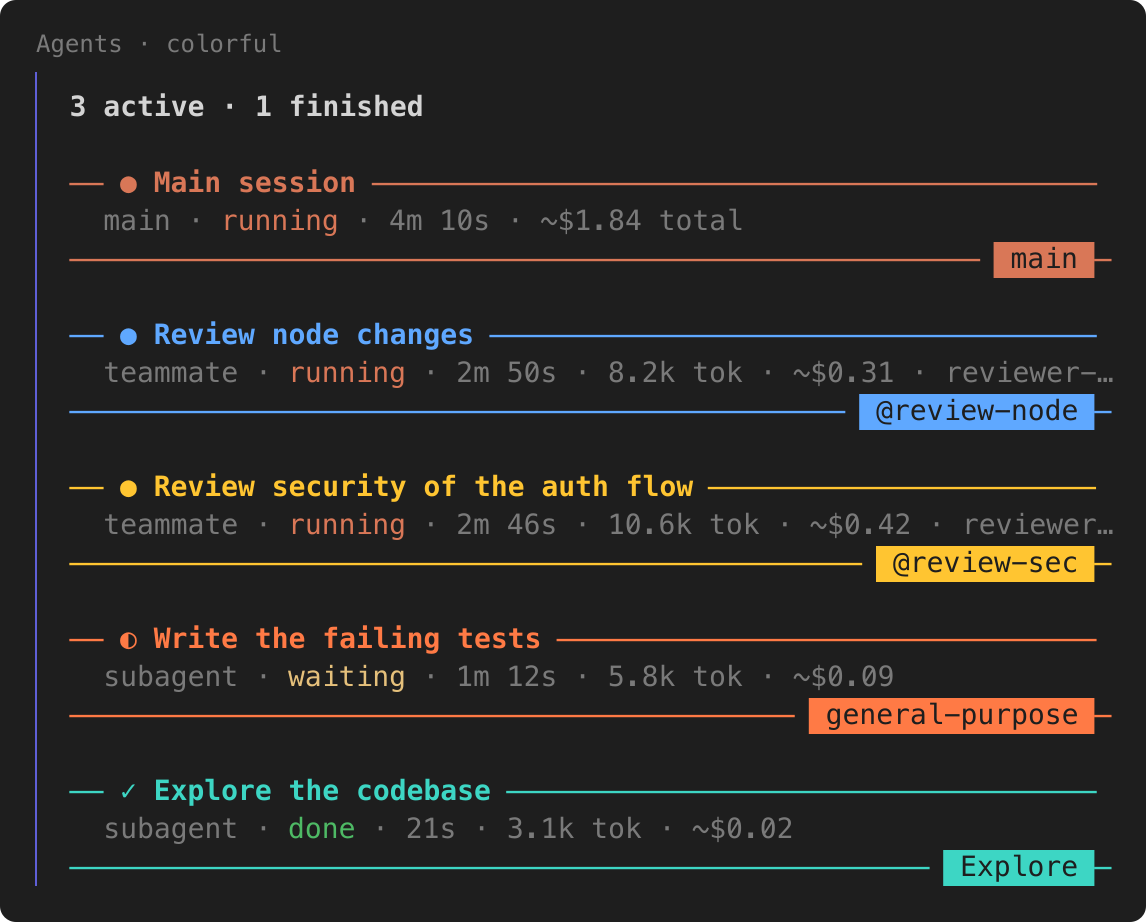 Agents · colorful
3 active · 1 finished
● Main session
main · running · 4m 10s · ~$1.84 total
main
● Review node changes
teammate · running · 2m 50s · 8.2k tok · ~$0.31 · reviewer-…
@review-node
● Review security of the auth flow
teammate · running · 2m 46s · 10.6k tok · ~$0.42 · reviewer…
@review-sec
◐ Write the failing tests
subagent · waiting · 1m 12s · 5.8k tok · ~$0.09
general-purpose
✓ Explore the codebase
subagent · done · 21s · 3.1k tok · ~$0.02
Explore